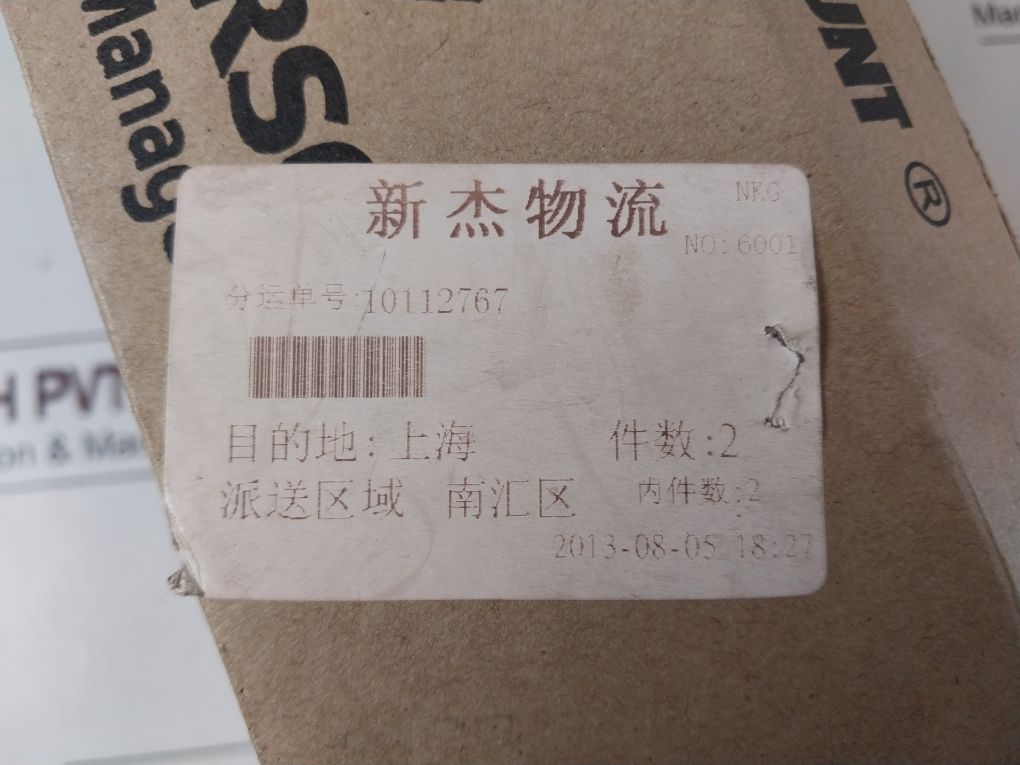 新杰物流
NKG
NO:6001
分运单号:10112767
目的地:上海
件数:2
派送区域 南汇区
内件数:2
2013-08-05 18:27
®
H PVT
on & Ma
Manag
RS
UNT
Mar